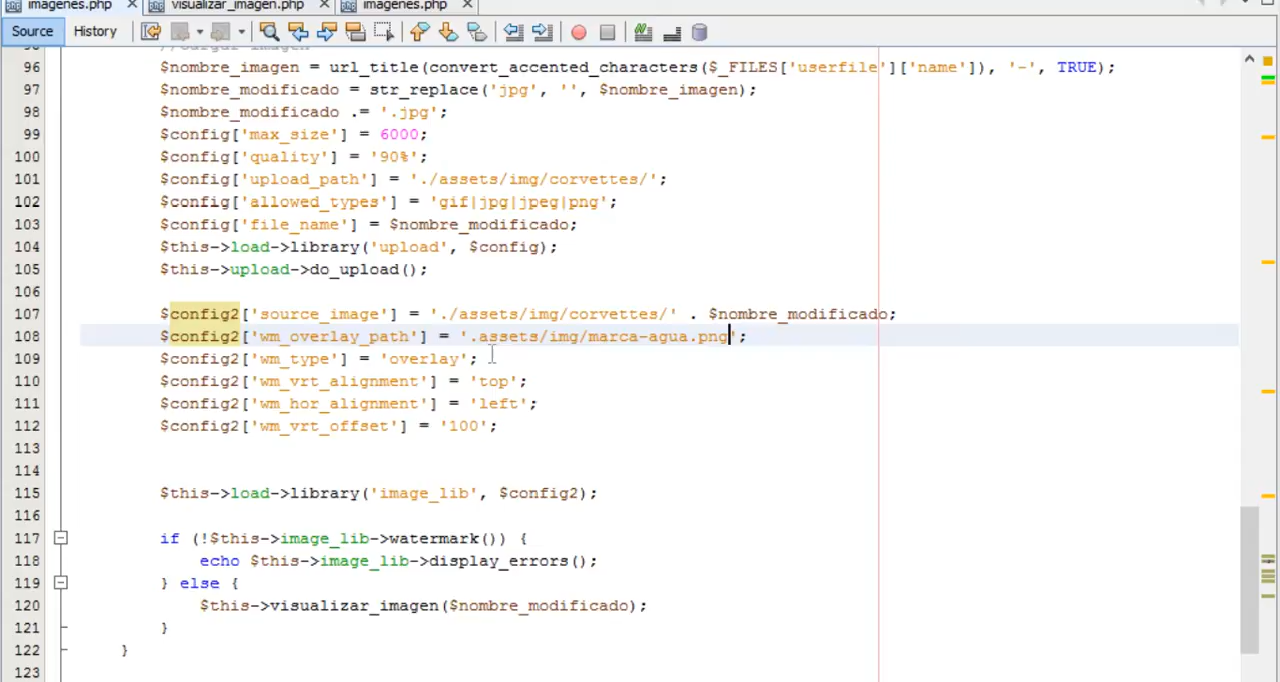 imagenes.php visualizar_imagen.php imagenes.php
Source History
96 $nombre_imagen = url_title(convert_accented_characters($_FILES['userfile']['name']), '-', TRUE);
97 $nombre_modificado = str_replace('jpg', '', $nombre_imagen);
98 $nombre_modificado .= '.jpg';
99 $config['max_size'] = 6000;
100 $config['quality'] = '90%';
101 $config['upload_path'] = './assets/img/corvettes/';
102 $config['allowed_types'] = 'gif|jpg|jpeg|png';
103 $config['file_name'] = $nombre_modificado;
104 $this->load->library('upload', $config);
105 $this->upload->do_upload();
106
107 $config2['source_image'] = './assets/img/corvettes/' . $nombre_modificado;
108 $config2['wm_overlay_path'] = '.assets/img/marca-agua.png';
109 $config2['wm_type'] = 'overlay';
110 $config2['wm_vrt_alignment'] = 'top';
111 $config2['wm_hor_alignment'] = 'left';
112 $config2['wm_vrt_offset'] = '100';
113
114
115 $this->load->library('image_lib', $config2);
116
117 if (!$this->image_lib->watermark()) {
118 echo $this->image_lib->display_errors();
119 } else {
120 $this->visualizar_imagen($nombre_modificado);
121 }
122 }
123